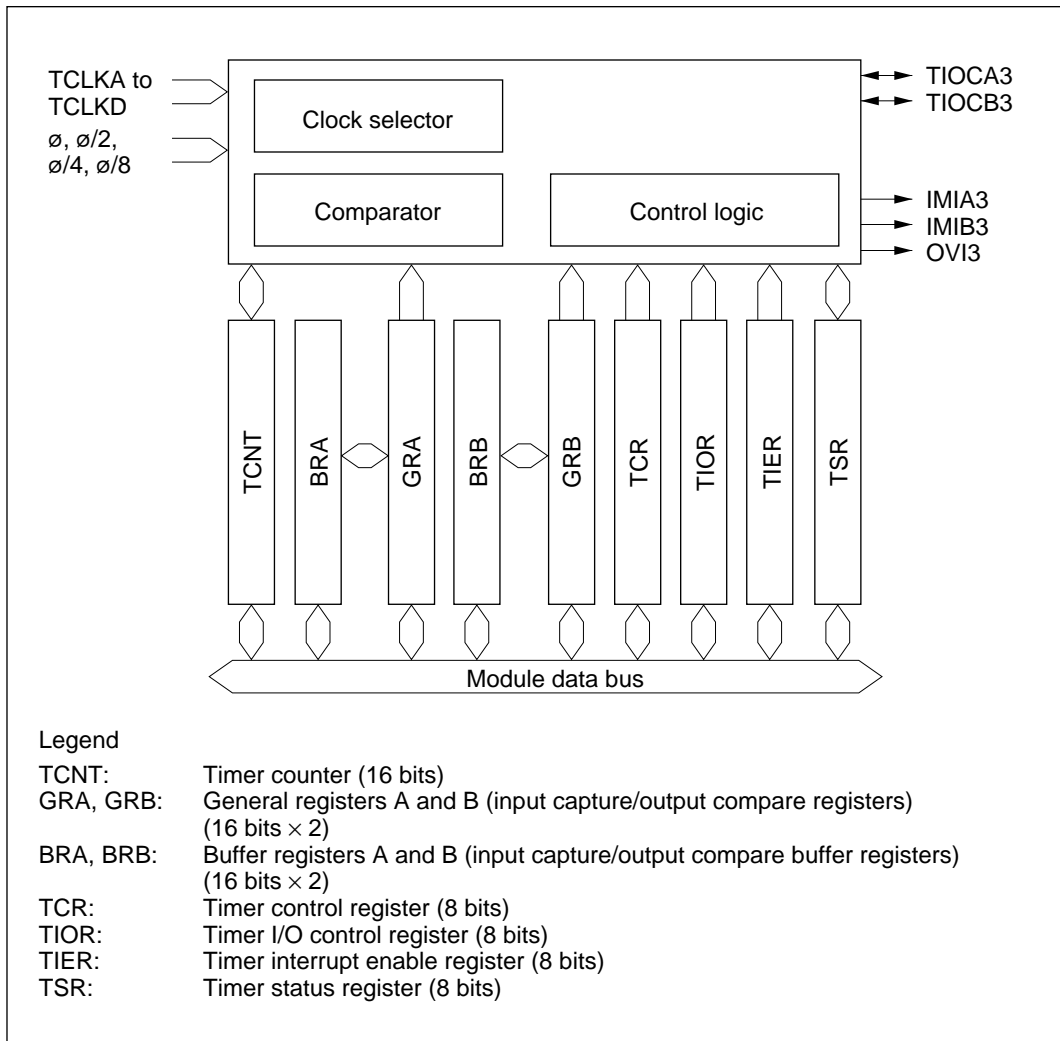 TCLKA to
TCLKD
ø, ø/2,
ø/4, ø/8
Clock selector
Comparator
Control logic
TIOCA3
TIOCB3
IMIA3
IMIB3
OVI3
TCNT
BRA
GRA
BRB
GRB
TCR
TIOR
TIER
TSR
Module data bus
Legend
TCNT: Timer counter (16 bits)
GRA, GRB: General registers A and B (input capture/output compare registers)
(16 bits × 2)
BRA, BRB: Buffer registers A and B (input capture/output compare buffer registers)
(16 bits × 2)
TCR: Timer control register (8 bits)
TIOR: Timer I/O control register (8 bits)
TIER: Timer interrupt enable register (8 bits)
TSR: Timer status register (8 bits)